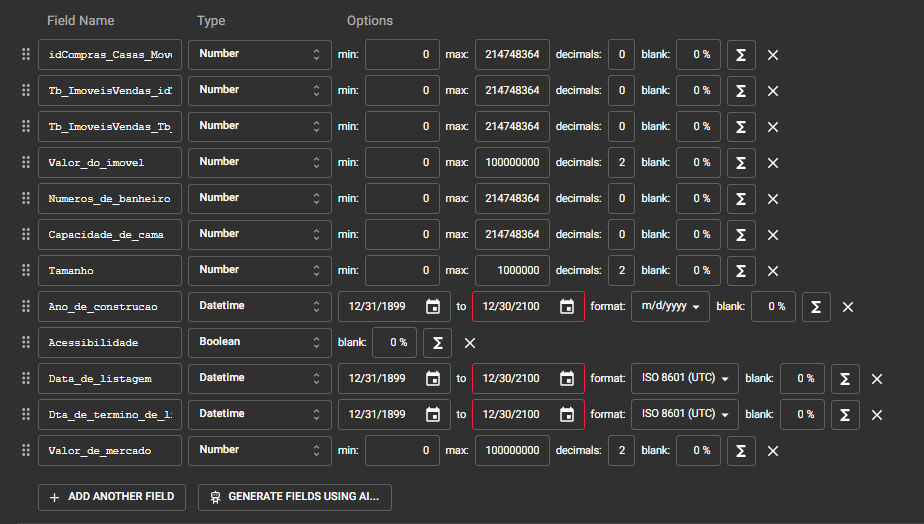 Field Name Type Options
idCompras_Casas_Mov Number min: 0 max: 214748364 decimals: 0 blank: 0 % Σ
Tb_ImoveisVendas_id Number min: 0 max: 214748364 decimals: 0 blank: 0 % Σ
Tb_ImoveisVendas_Tb_ Number min: 0 max: 214748364 decimals: 0 blank: 0 % Σ
Valor_do_imovel Number min: 0 max: 100000000 decimals: 2 blank: 0 % Σ
Numeros_de_banheiro Number min: 0 max: 214748364 decimals: 0 blank: 0 % Σ
Capacidade_de_cama Number min: 0 max: 214748364 decimals: 0 blank: 0 % Σ
Tamanho Number min: 0 max: 1000000 decimals: 2 blank: 0 % Σ
Ano_de_construcao Datetime 12/31/1899 to 12/30/2100 format: m/d/yyyy blank: 0 % Σ
Acessibilidade Boolean blank: 0 % Σ
Data_de_listagem Datetime 12/31/1899 to 12/30/2100 format: ISO 8601 (UTC) blank: 0 % Σ
Dta_de_termino_de_li Datetime 12/31/1899 to 12/30/2100 format: ISO 8601 (UTC) blank: 0 % Σ
Valor_de_mercado Number min: 0 max: 100000000 decimals: 2 blank: 0 % Σ
+ ADD ANOTHER FIELD GENERATE FIELDS USING AI...